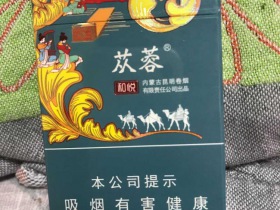 苁蓉®
和悦
内蒙古昆明卷烟
有限责任公司出品
本公司提示
吸烟有害健康